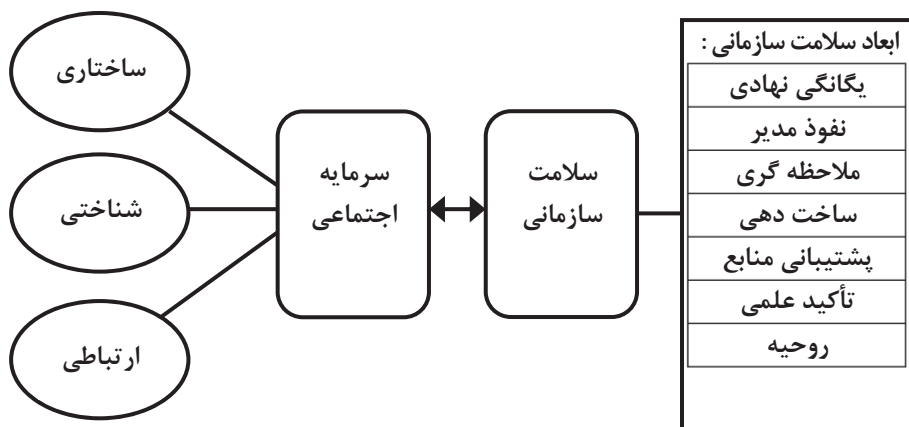 ابعاد سلامت سازمانی :
یگانگی نهادی
نفوذ مدیر
ملاحظه گری
ساخت دهی
پشتیبانی منابع
تأکید علمی
روحیه
سلامت
سازمانی
سرمایه
اجتماعی
ساختاری
شناختی
ارتباطی